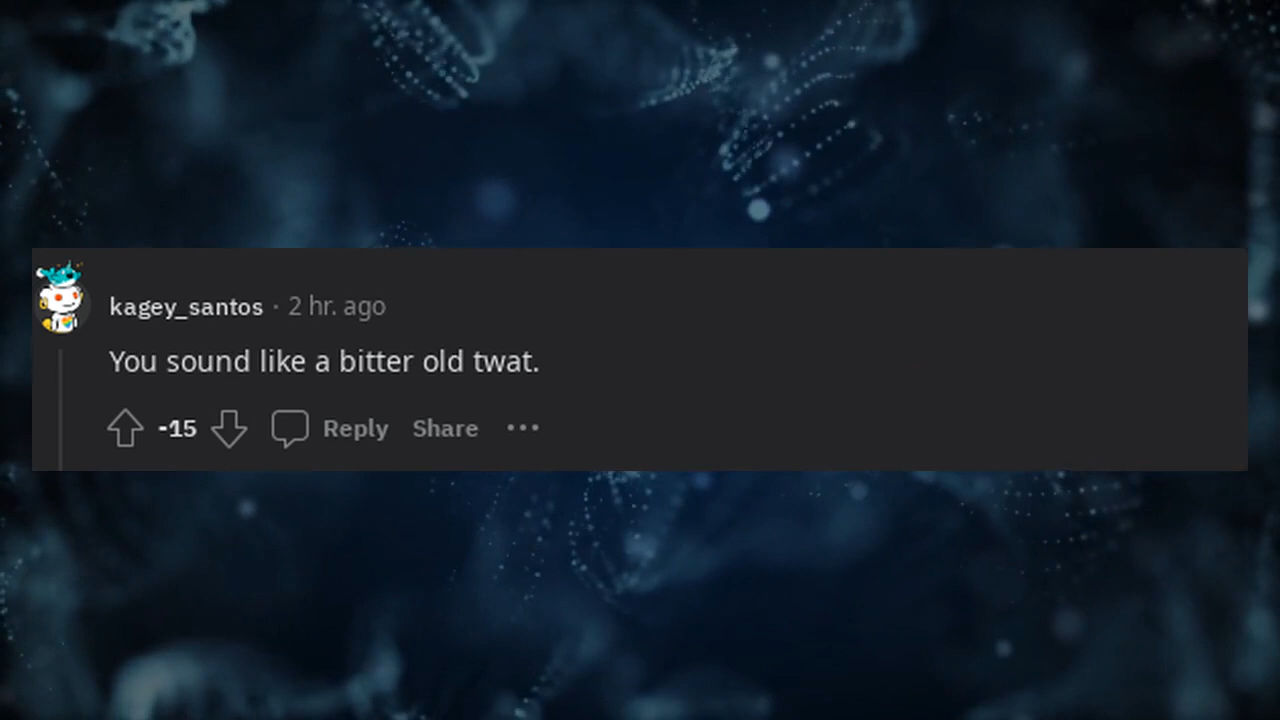 kagey_santos · 2 hr. ago
You sound like a bitter old twat.
-15 Reply Share